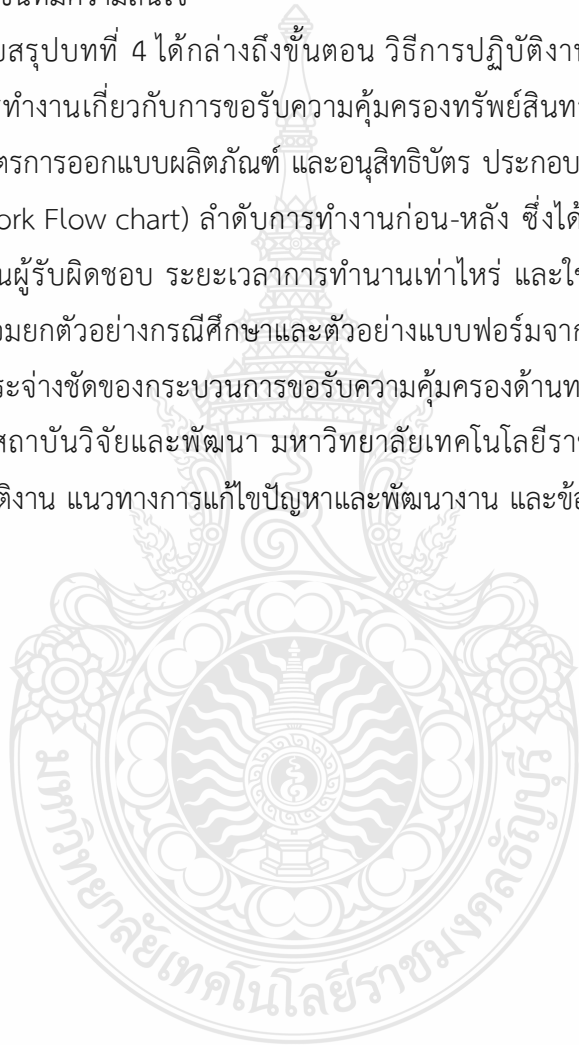 นที่มีความสนใจ
บสรุปบทที่ 4 ได้กล่าวถึงขั้นตอน วิธีการปฏิบัติงาน
รทำงานเกี่ยวกับการขอรับความคุ้มครองทรัพย์สินทา
ตรการออกแบบผลิตภัณฑ์ และอนุสิทธิบัตร ประกอบ
ork Flow chart) ลำดับการทำงานก่อน-หลัง ซึ่งได้
นผู้รับผิดชอบ ระยะเวลาการทำนานเท่าไหร่ และใช
อมยกตัวอย่างกรณีศึกษาและตัวอย่างแบบฟอร์มจาก
ระจ่างชัดของกระบวนการขอรับความคุ้มครองด้านท
สถาบันวิจัยและพัฒนา มหาวิทยาลัยเทคโนโลยีราช
ติงาน แนวทางการแก้ไขปัญหาและพัฒนางาน และข้อ
มหาวิทยาลัยเทคโนโลยีราชมงคลธัญบุรี